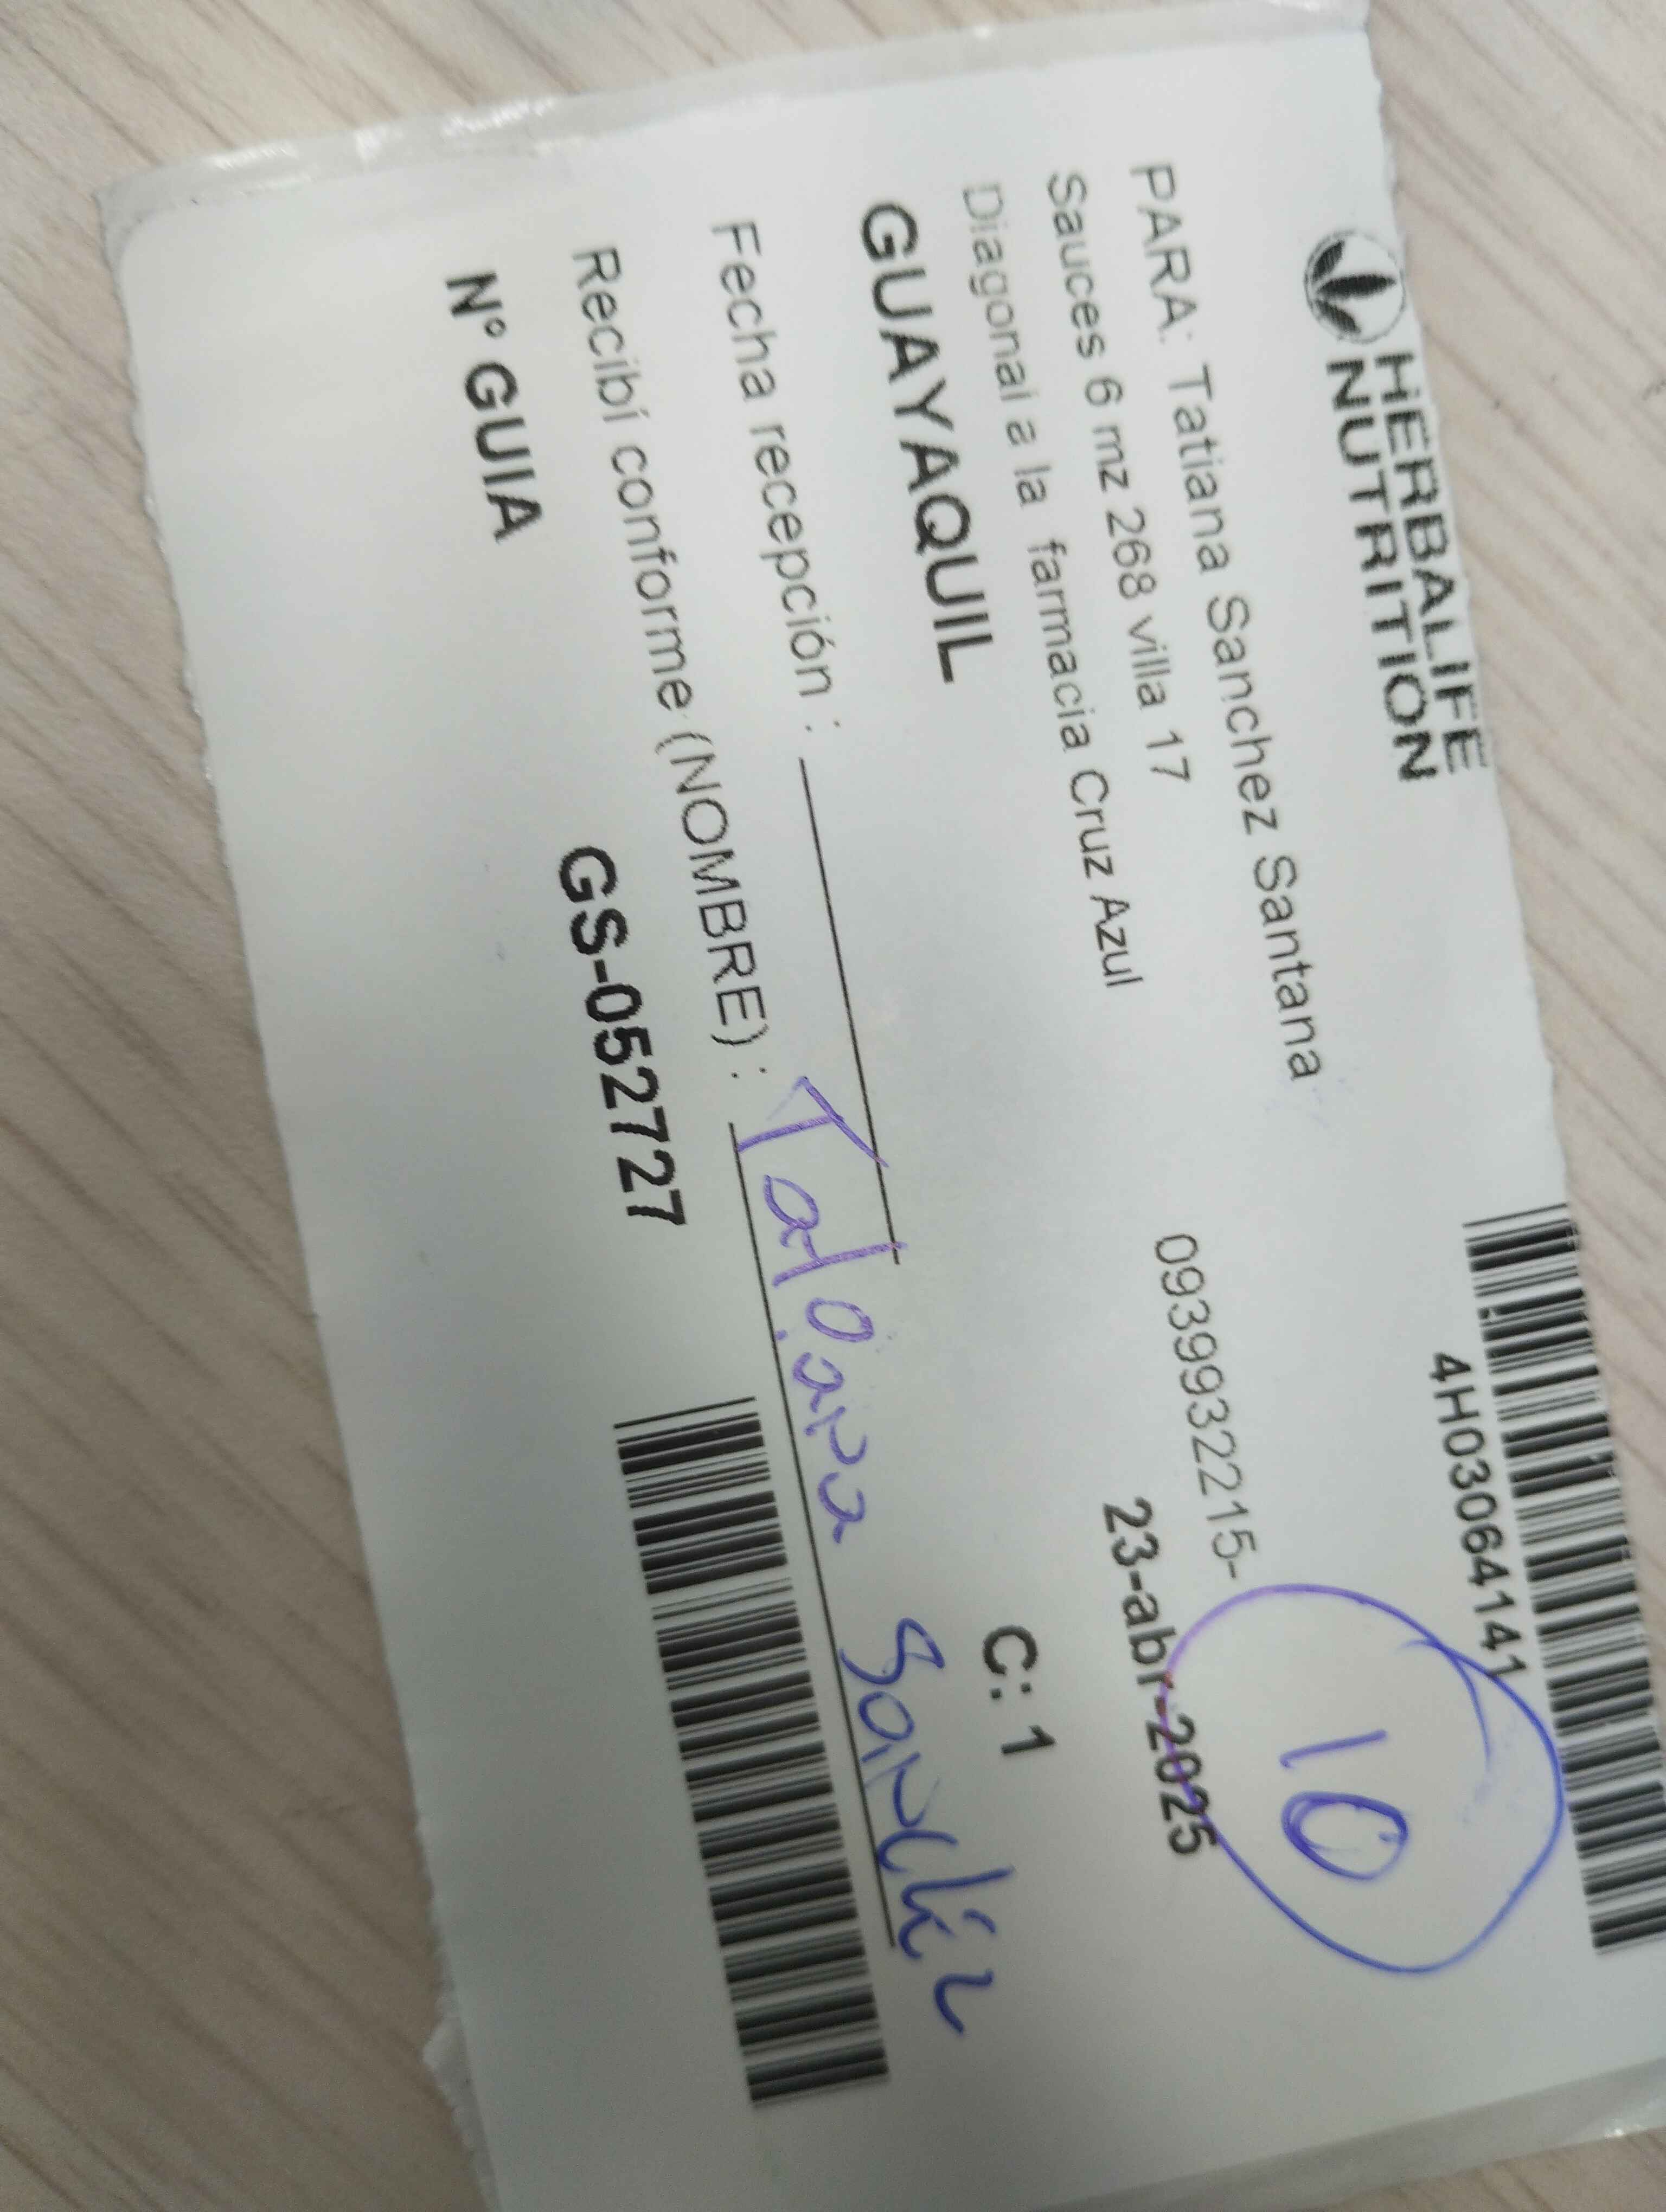 HERBALIFE
NUTRITION
4H03064141
10
PARA: Tatiana Sanchez Santana
0939932215-
Sauces 6 mz 268 villa 17
23-abr-2025
Diagonal a la farmacia Cruz Azul
GUAYAQUIL
C: 1
Fecha recepción :
Recibí conforme (NOMBRE) : Tatiana Sanchez
N° GUIA
GS-052727